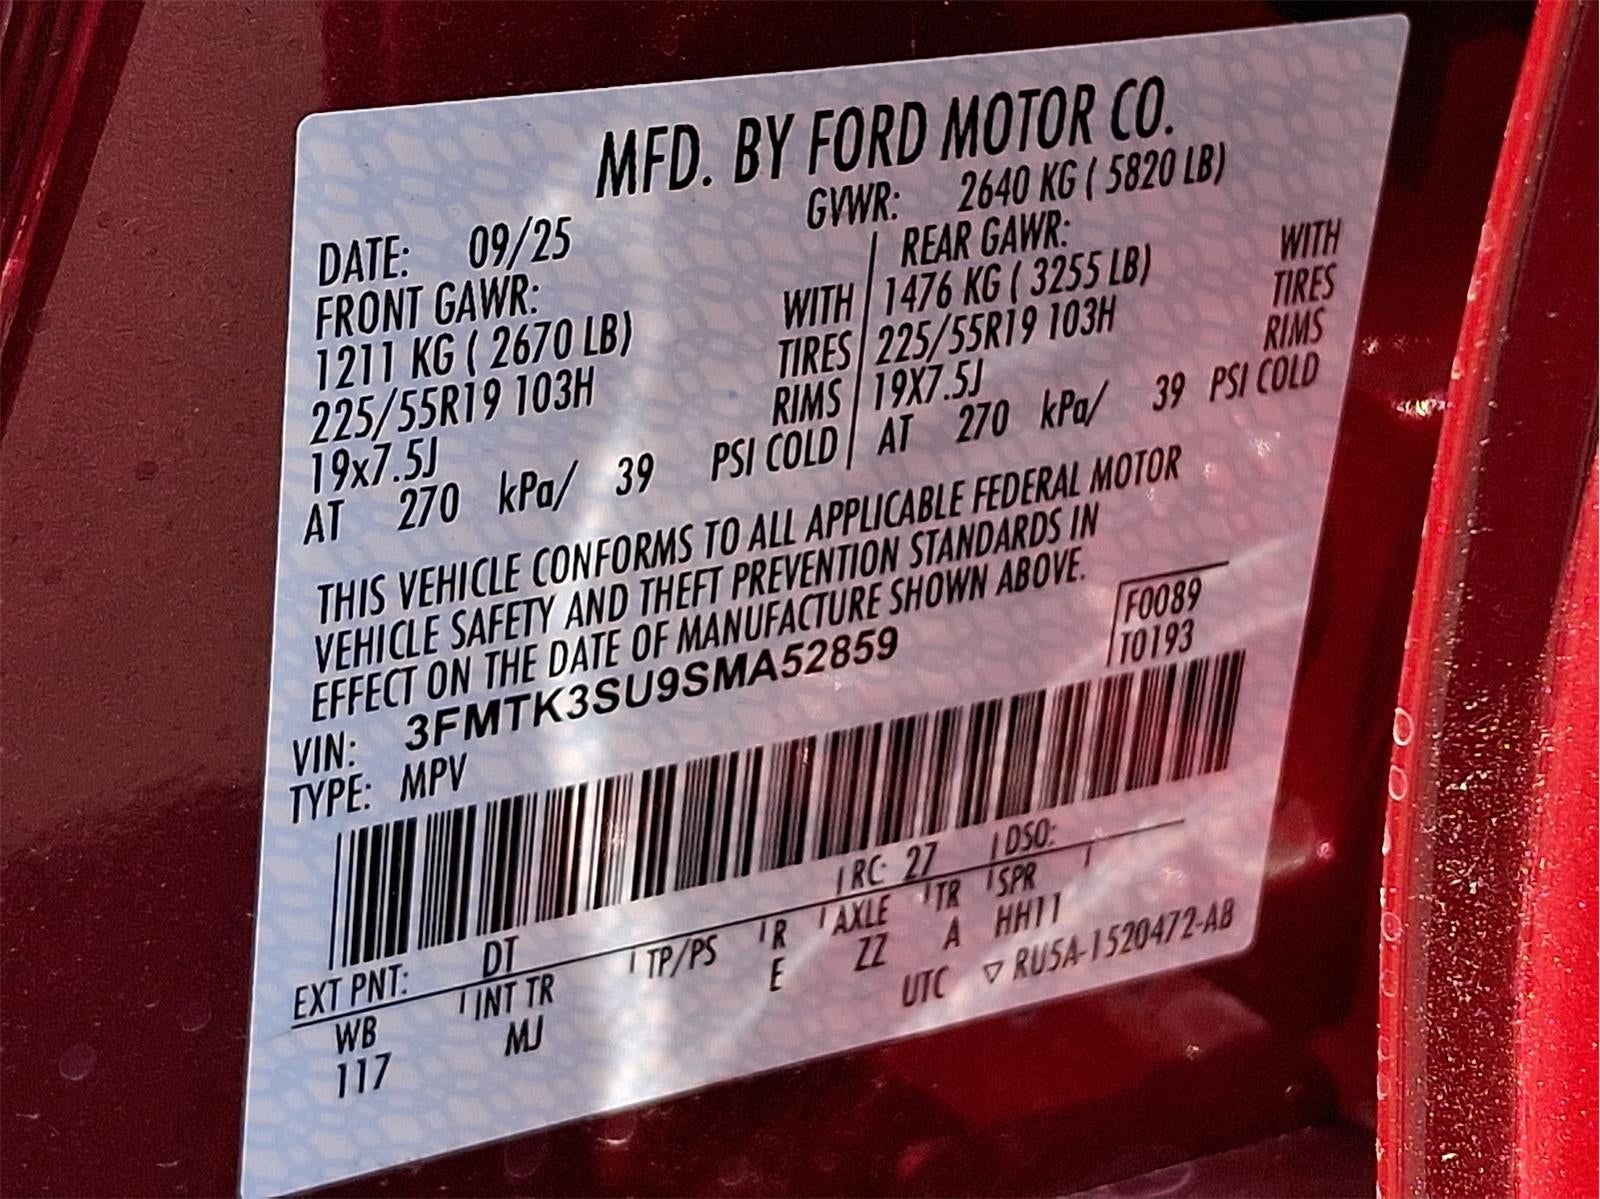 MFD. BY FORD MOTOR CO.
DATE: 09/25 GVWR: 2640 KG ( 5820 LB)
FRONT GAWR: REAR GAWR:
1211 KG ( 2670 LB) WITH 1476 KG ( 3255 LB) WITH
225/55R19 103H TIRES 225/55R19 103H TIRES
19x7.5J RIMS 19X7.5J RIMS
AT 270 kPa/ 39 PSI COLD AT 270 kPa/ 39 PSI COLD
THIS VEHICLE CONFORMS TO ALL APPLICABLE FEDERAL MOTOR
VEHICLE SAFETY AND THEFT PREVENTION STANDARDS IN
EFFECT ON THE DATE OF MANUFACTURE SHOWN ABOVE.
F0089
VIN: 3FMTK3SU9SMA52859 T0193
TYPE: MPV
EXT PNT: DT RC: 27 DSO:
WB INT TR TP/PS R AXLE TR SPR
117 MJ E ZZ A HH11
UTC ▽ RU5A-1520472-AB